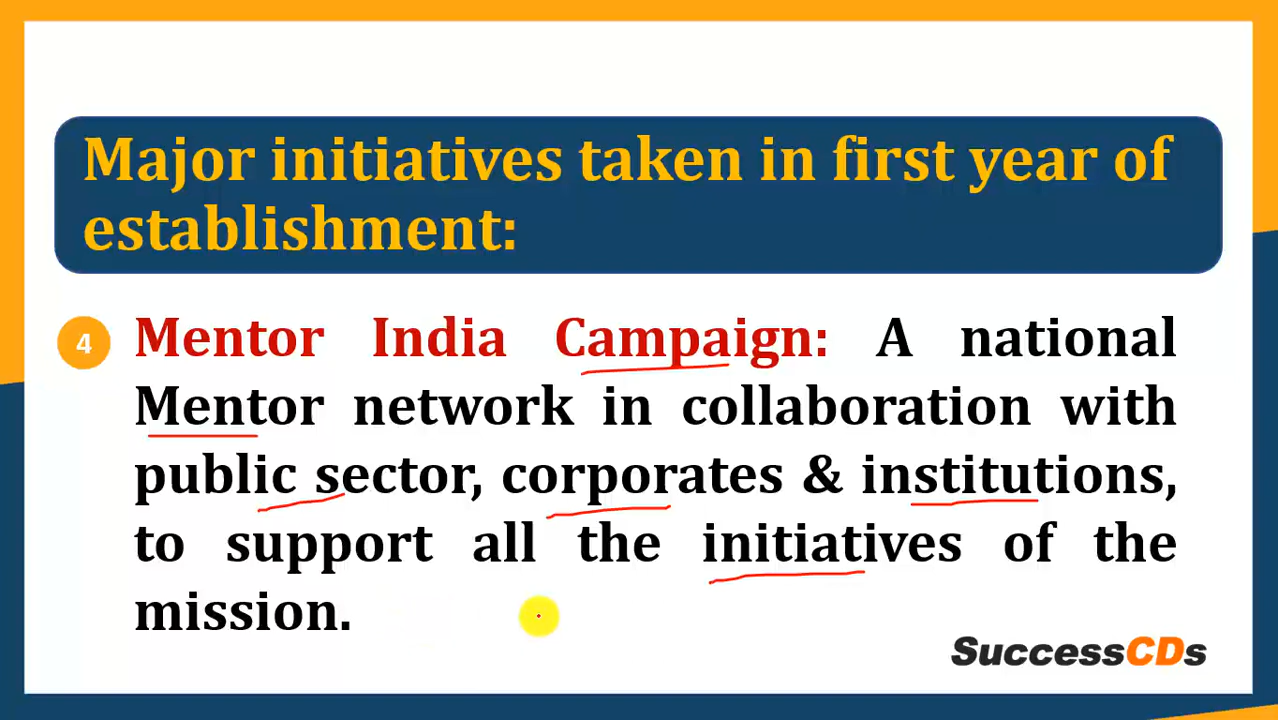 Major initiatives taken in first year of
establishment:
4 Mentor India Campaign: A national
Mentor network in collaboration with
public sector, corporates & institutions,
to support all the initiatives of the
mission.
SuccessCDs